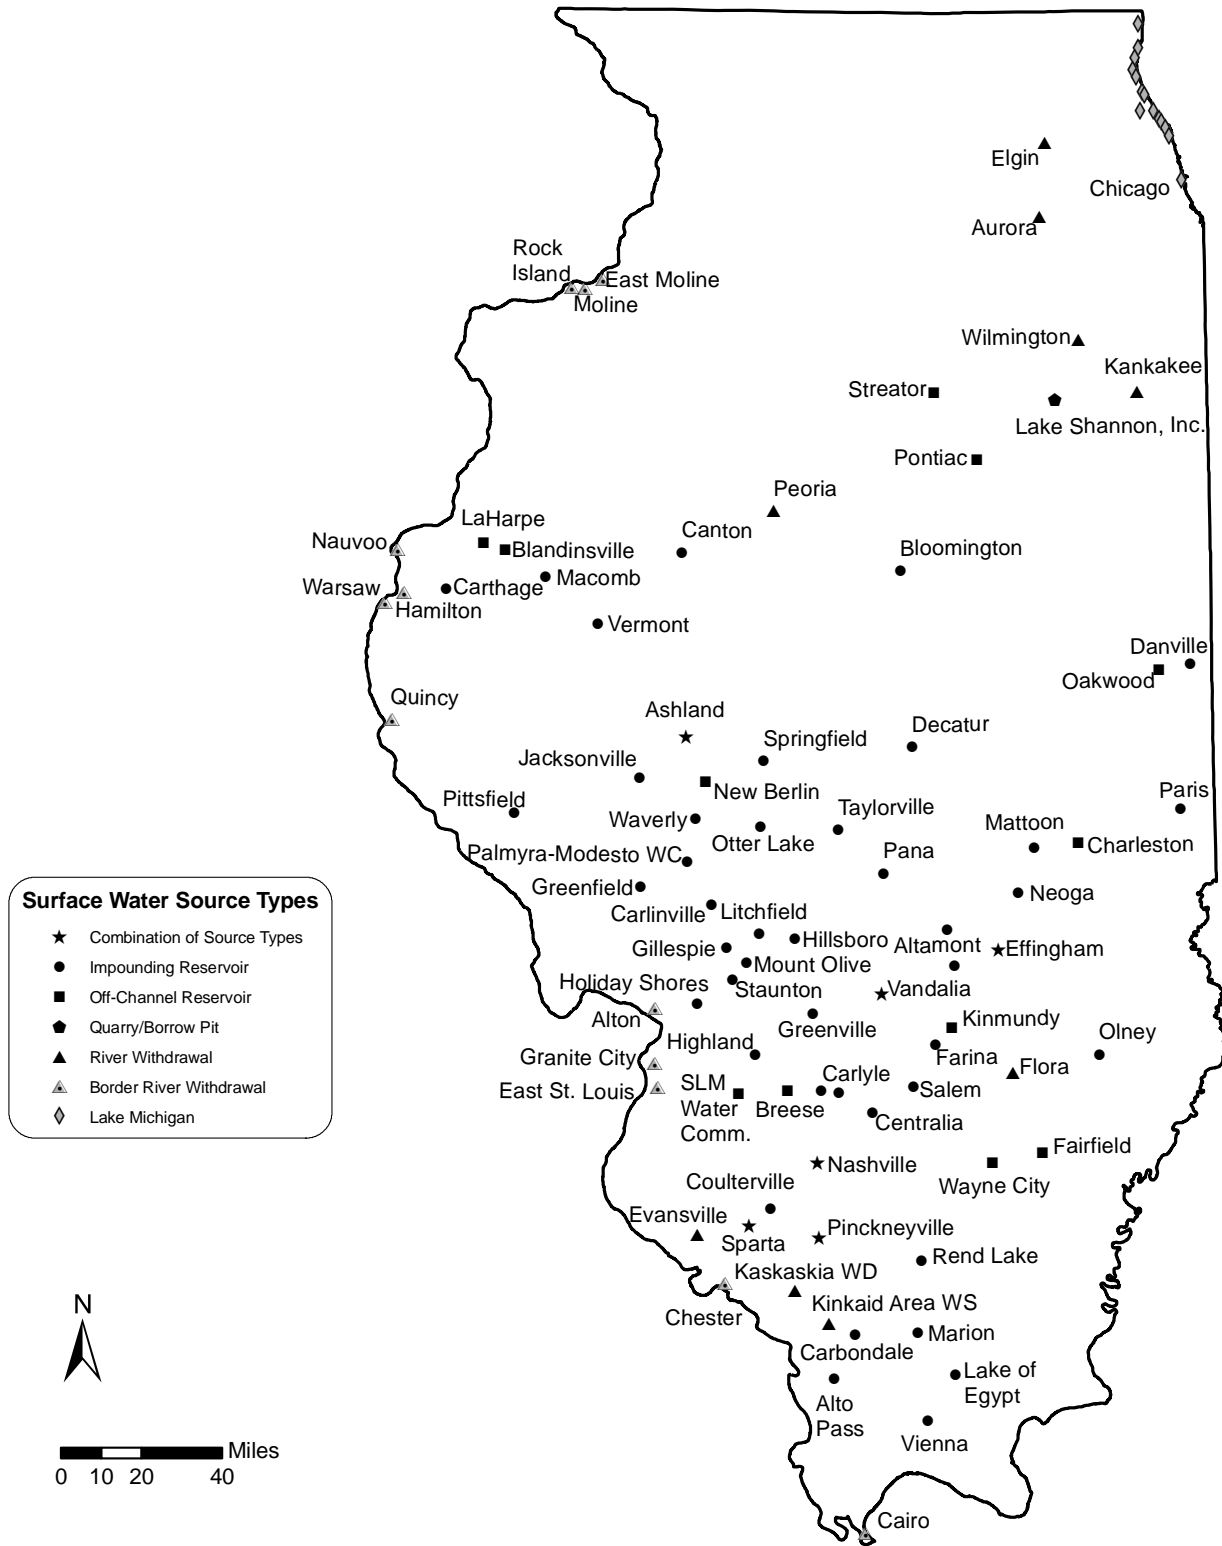 Elgin
Chicago
Aurora
Rock
Island
East Moline
Moline
Wilmington
Kankakee
Streator
Lake Shannon, Inc.
Pontiac
Peoria
LaHarpe
Canton
Nauvoo
Blandinsville
Bloomington
Macomb
Warsaw
Carthage
Hamilton
Vermont
Danville
Oakwood
Quincy
Ashland
Decatur
Springfield
Jacksonville
New Berlin
Pittsfield
Paris
Taylorville
Waverly
Mattoon
Otter Lake
Charleston
Palmyra-Modesto WC
Pana
Greenfield
Neoga
Carlinville
Litchfield
Hillsboro
Altamont
Effingham
Gillespie
Mount Olive
Holiday Shores
Staunton
Vandalia
Alton
Greenville
Kinmundy
Highland
Olney
Granite City
Farina
Flora
East St. Louis
SLM
Water
Comm.
Breese
Carlyle
Salem
Centralia
Fairfield
Nashville
Wayne City
Coulterville
Evansville
Sparta
Pinckneyville
Rend Lake
Kaskaskia WD
Chester
Kinkaid Area WS
Carbondale
Marion
Lake of
Egypt
Alto
Pass
Vienna
Cairo
Surface Water Source Types
Combination of Source Types
Impounding Reservoir
Off-Channel Reservoir
Quarry/Borrow Pit
River Withdrawal
Border River Withdrawal
Lake Michigan
N
Miles
0 10 20 40